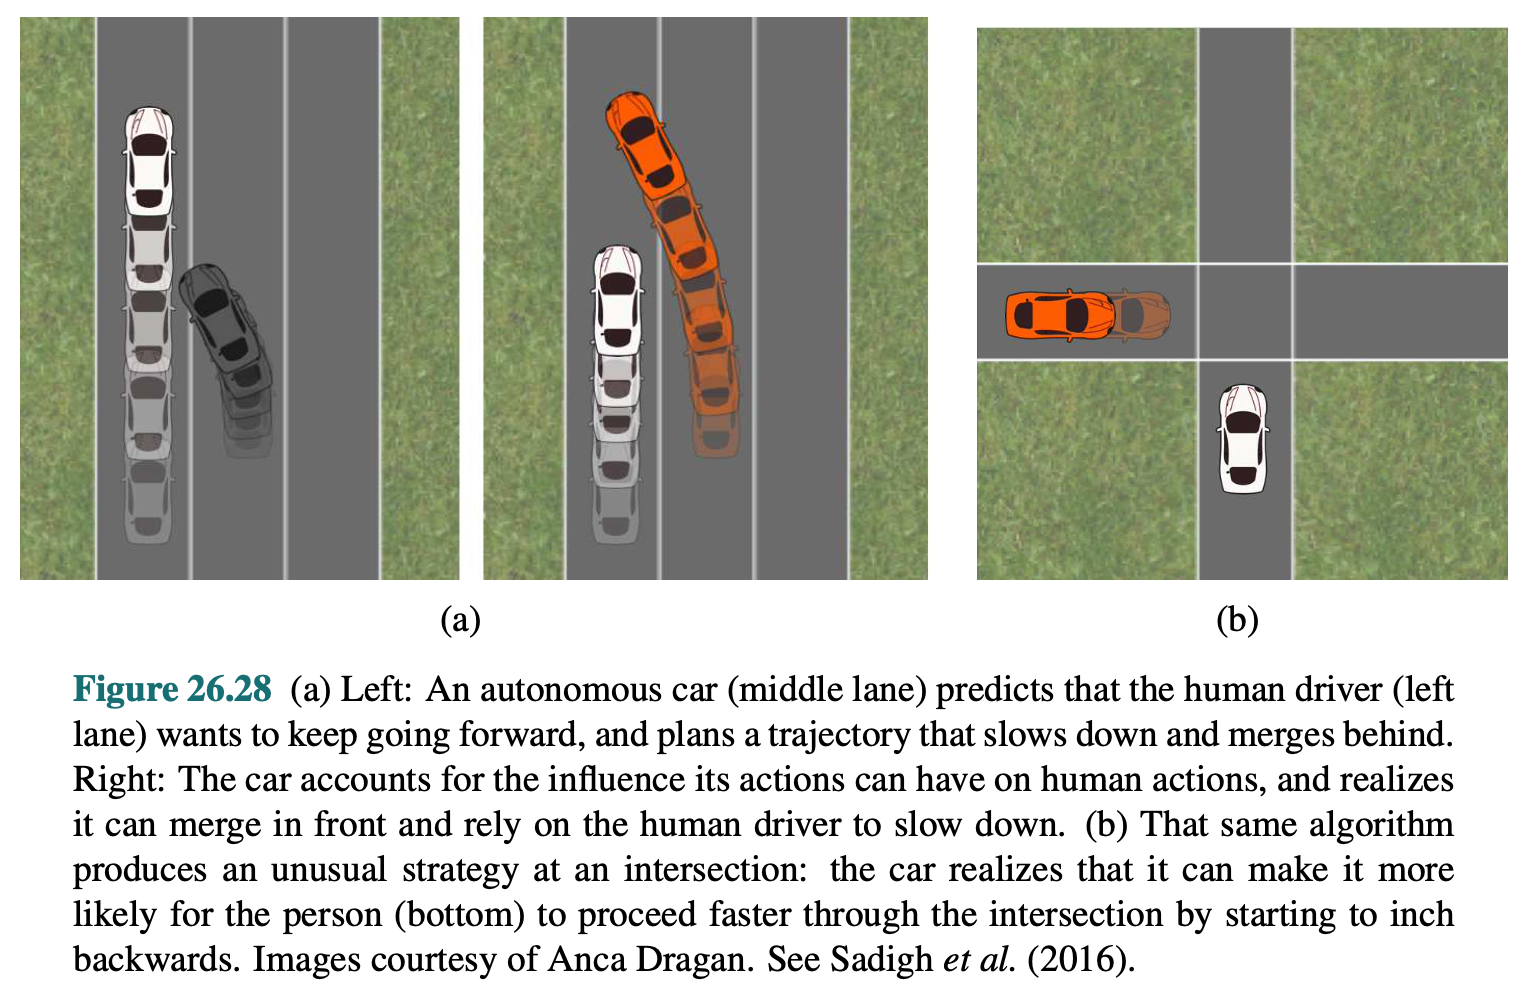 (a)
(b)
Figure 26.28 (a) Left: An autonomous car (middle lane) predicts that the human driver (left
lane) wants to keep going forward, and plans a trajectory that slows down and merges behind.
Right: The car accounts for the influence its actions can have on human actions, and realizes
it can merge in front and rely on the human driver to slow down. (b) That same algorithm
produces an unusual strategy at an intersection: the car realizes that it can make it more
likely for the person (bottom) to proceed faster through the intersection by starting to inch
backwards. Images courtesy of Anca Dragan. See Sadigh et al. (2016).